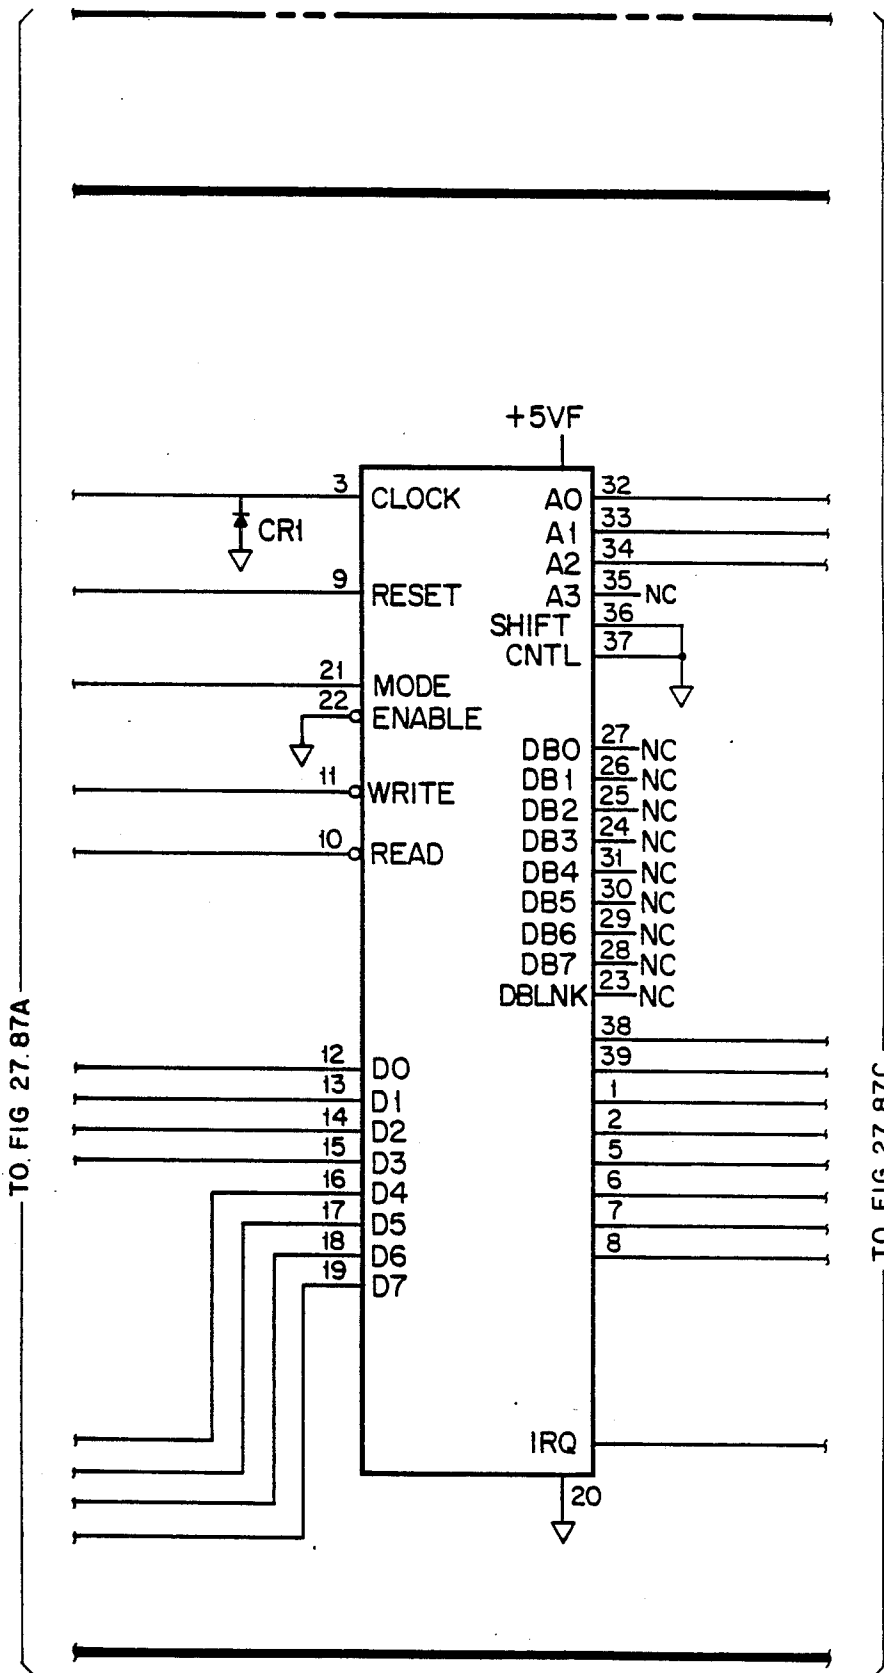 +5VF
3 CLOCK
CR1
9 RESET
21 MODE
22 ENABLE
11 WRITE
10 READ
12 D0
13 D1
14 D2
15 D3
16 D4
17 D5
18 D6
19 D7
A0 32
A1 33
A2 34
A3 35 NC
SHIFT 36
CNTL 37
DB0 27 NC
DB1 26 NC
DB2 25 NC
DB3 24 NC
DB4 31 NC
DB5 30 NC
DB6 29 NC
DB7 28 NC
DBLNK 23 NC
38
39
1
2
5
6
7
8
IRQ
20
TO FIG 27.87A
TO FIG 27.87C